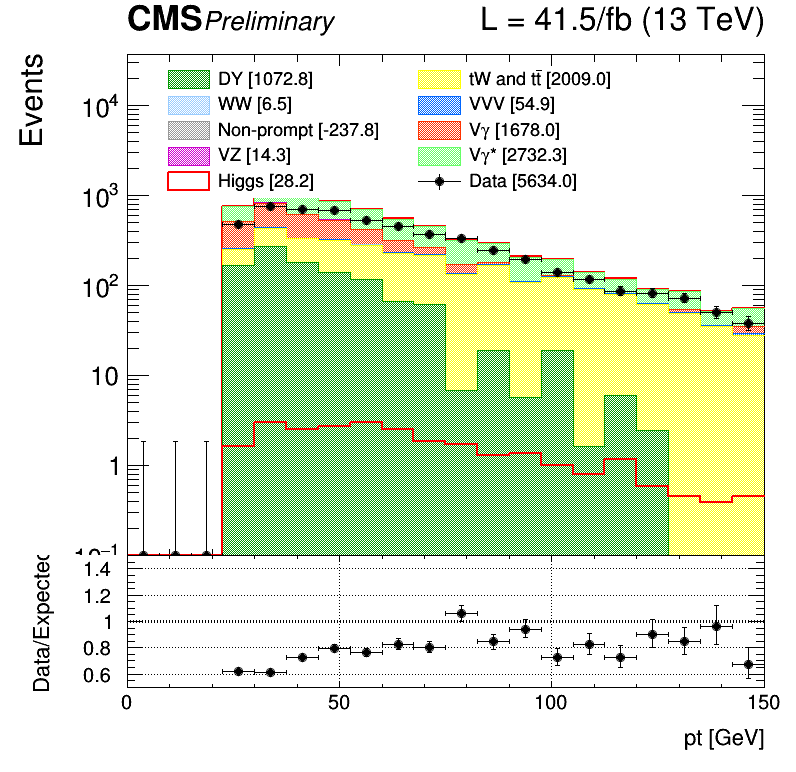 CMS Preliminary L = 41.5/fb (13 TeV)
Events
DY [1072.8] tW and tt̄ [2009.0]
WW [6.5] VVV [54.9]
Non-prompt [-237.8] Vγ [1678.0]
VZ [14.3] Vγ* [2732.3]
Higgs [28.2] Data [5634.0]
10⁴
10³
10²
10
1
10⁻¹
Data/Expected
1.4
1.2
1
0.8
0.6
0 50 100 150
pt [GeV]